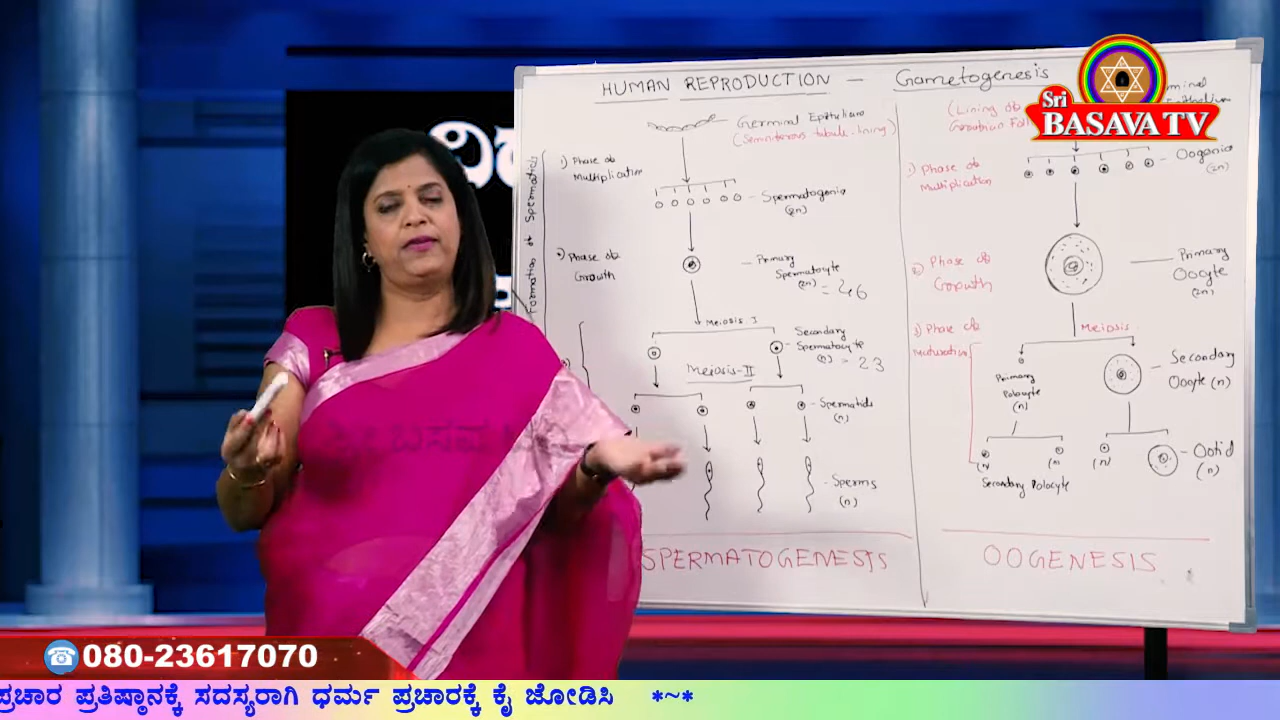 HUMAN REPRODUCTION — Gametogenesis
Sri
BASAVA TV
Germinal Epithelium
(Seminiferous tubule lining)
Formation of Spermatids
1) Phase of
Multiplication
Spermatogonia
(2n)
2) Phase of
Growth
Primary
Spermatocyte
(2n) = 46
Meiosis I
Secondary
Spermatocyte
(n) = 23
Meiosis-II
Spermatids
(n)
Sperms
(n)
SPERMATOGENESIS
(Lining of
1) Phase of
Multiplication
Oogonia
(2n)
2) Phase of
Growth
Primary
Oocyte
(2n)
3) Phase of
Maturation
Meiosis
Primary
Polocyte
(n)
Secondary
Oocyte (n)
(n)
(n
(n)
Ootid
(n)
Secondary Polocyte
OOGENESIS
080-23617070
ಪ್ರಚಾರ ಪ್ರತಿಷ್ಠಾನಕ್ಕೆ ಸದಸ್ಯರಾಗಿ ಧರ್ಮ ಪ್ರಚಾರಕ್ಕೆ ಕೈ ಜೋಡಿಸಿ *~*